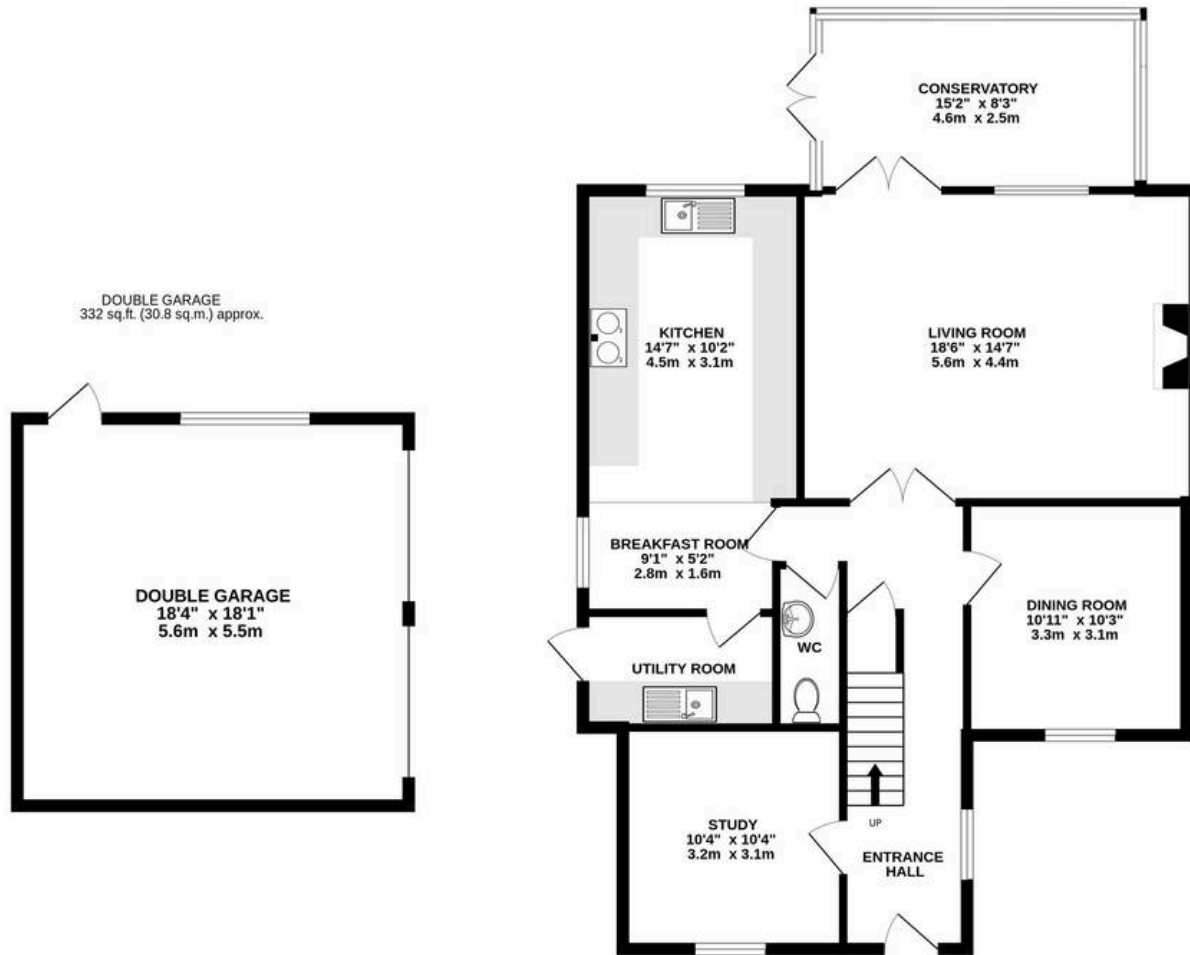 DOUBLE GARAGE
332 sq.ft. (30.8 sq.m.) approx.
DOUBLE GARAGE
18'4" x 18'1"
5.6m x 5.5m
CONSERVATORY
15'2" x 8'3"
4.6m x 2.5m
KITCHEN
14'7" x 10'2"
4.5m x 3.1m
LIVING ROOM
18'6" x 14'7"
5.6m x 4.4m
BREAKFAST ROOM
9'1" x 5'2"
2.8m x 1.6m
DINING ROOM
10'11" x 10'3"
3.3m x 3.1m
WC
UTILITY ROOM
STUDY
10'4" x 10'4"
3.2m x 3.1m
UP
ENTRANCE
HALL